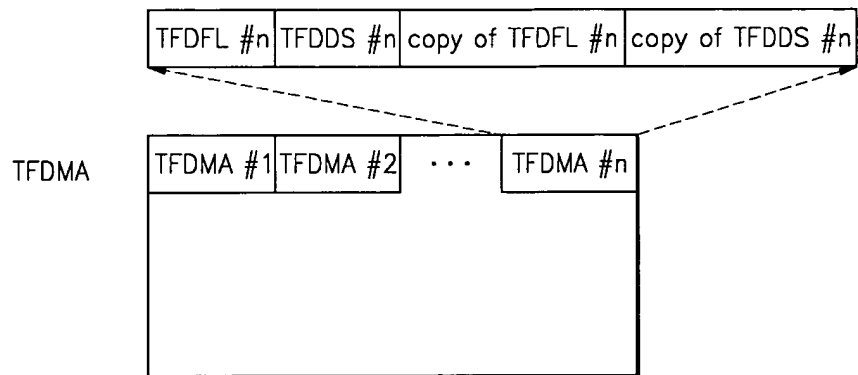 TFDFL #n TFDDS #n copy of TFDFL #n copy of TFDDS #n
TFDMA TFDMA #1 TFDMA #2 ··· TFDMA #n